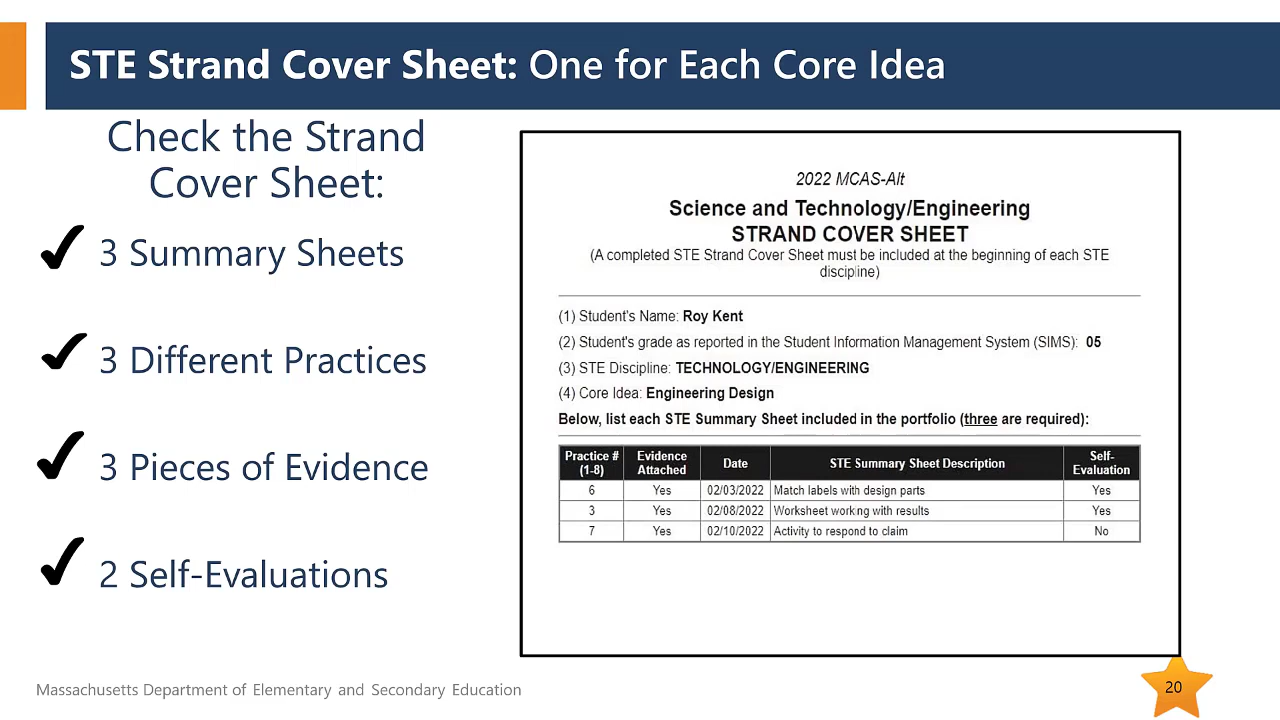 STE Strand Cover Sheet: One for Each Core Idea
Check the Strand
Cover Sheet:
3 Summary Sheets
3 Different Practices
3 Pieces of Evidence
2 Self-Evaluations
2022 MCAS-Alt
Science and Technology/Engineering
STRAND COVER SHEET
(A completed STE Strand Cover Sheet must be included at the beginning of each STE
discipline)
(1) Student's Name: Roy Kent
(2) Student's grade as reported in the Student Information Management System (SIMS): 05
(3) STE Discipline: TECHNOLOGY/ENGINEERING
(4) Core Idea: Engineering Design
Below, list each STE Summary Sheet included in the portfolio (three are required):
Practice # (1-8) Evidence Attached Date STE Summary Sheet Description Self-Evaluation
6 Yes 02/03/2022 Match labels with design parts Yes
3 Yes 02/08/2022 Worksheet working with results Yes
7 Yes 02/10/2022 Activity to respond to claim No
Massachusetts Department of Elementary and Secondary Education
20